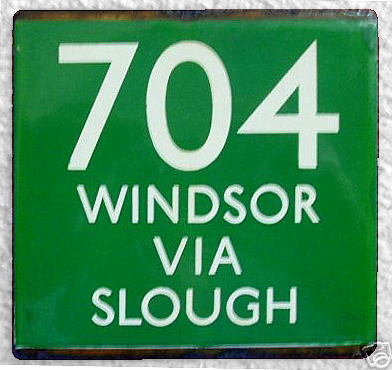 704
WINDSOR
VIA
SLOUGH